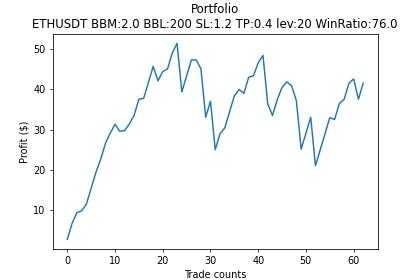 Portfolio
ETHUSDT BBM:2.0 BBL:200 SL:1.2 TP:0.4 lev:20 WinRatio:76.0
50
40
30
20
10
Profit ($)
0 10 20 30 40 50 60
Trade counts